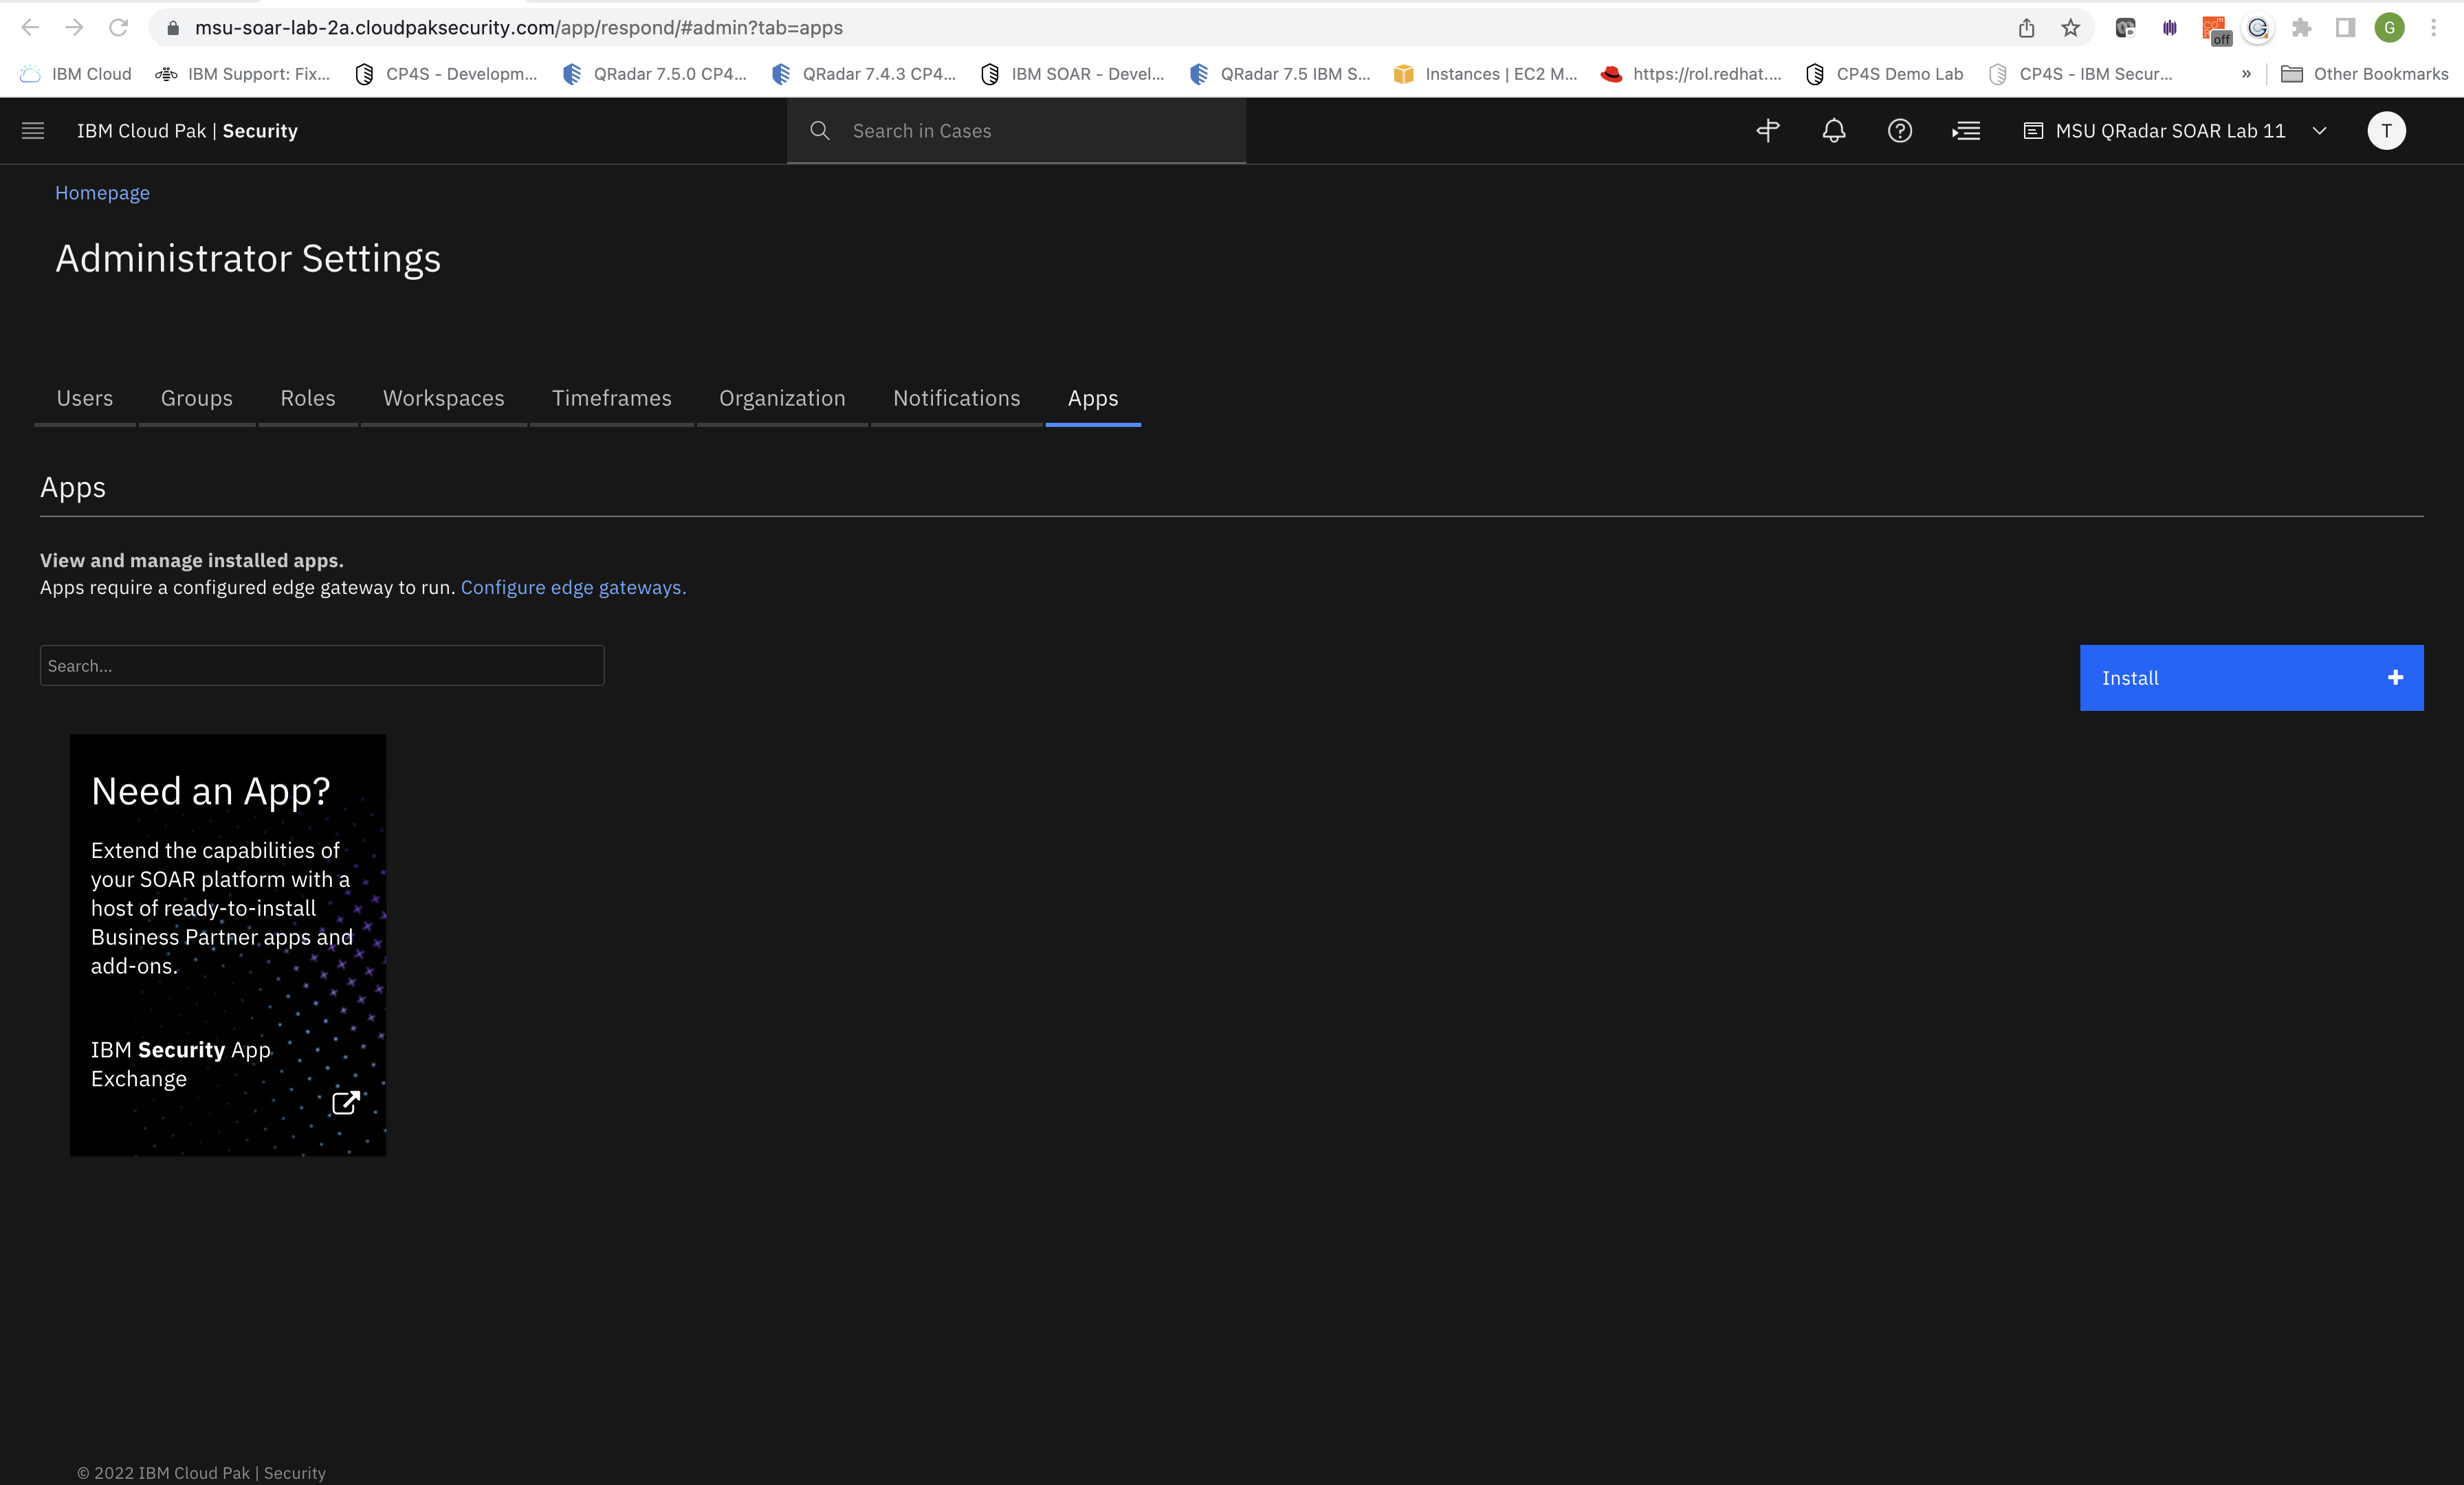 msu-soar-lab-2a.cloudpaksecurity.com/app/respond/#admin?tab=apps
off
G
IBM Cloud
IBM Support: Fix...
CP4S - Developm...
QRadar 7.5.0 CP4...
QRadar 7.4.3 CP4...
IBM SOAR - Devel...
QRadar 7.5 IBM S...
Instances | EC2 M...
https://rol.redhat....
CP4S Demo Lab
CP4S - IBM Secur...
»
Other Bookmarks
IBM Cloud Pak | Security
Search in Cases
MSU QRadar SOAR Lab 11
T
Homepage
Administrator Settings
Users
Groups
Roles
Workspaces
Timeframes
Organization
Notifications
Apps
Apps
View and manage installed apps.
Apps require a configured edge gateway to run. Configure edge gateways.
Search...
Install
Need an App?
Extend the capabilities of
your SOAR platform with a
host of ready-to-install
Business Partner apps and
add-ons.
IBM Security App
Exchange
© 2022 IBM Cloud Pak | Security